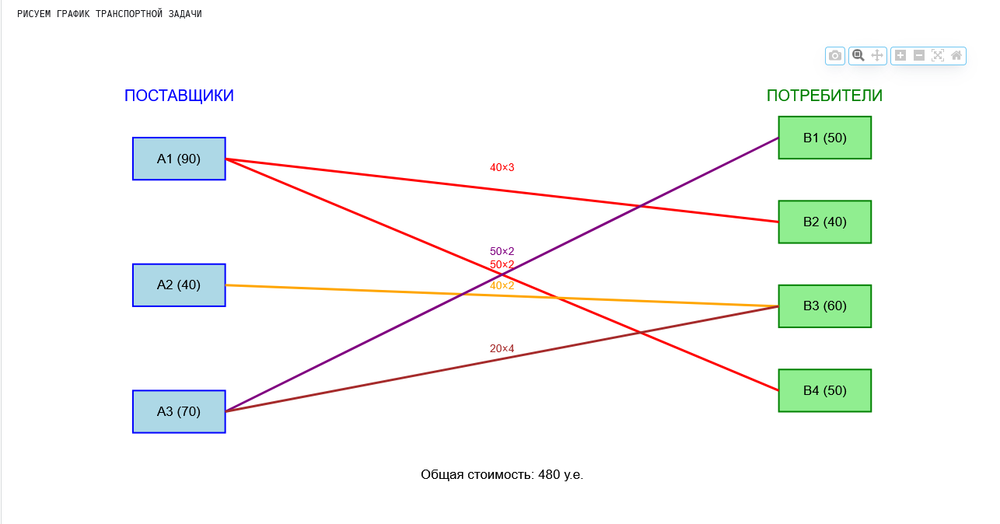 РИСУЕМ ГРАФИК ТРАНСПОРТНОЙ ЗАДАЧИ
ПОСТАВЩИКИ
ПОТРЕБИТЕЛИ
A1 (90)
B1 (50)
40×3
B2 (40)
50×2
50×2
A2 (40)
40×2
B3 (60)
20×4
B4 (50)
A3 (70)
Общая стоимость: 480 у.е.